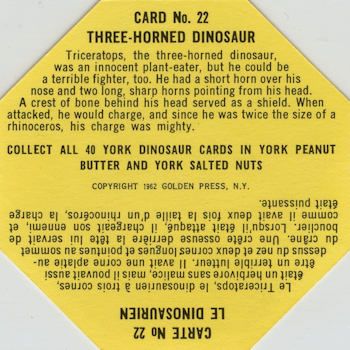 CARD No. 22
THREE-HORNED DINOSAUR
Triceratops, the three-horned dinosaur,
was an innocent plant-eater, but he could be
a terrible fighter, too. He had a short horn over his
nose and two long, sharp horns pointing from his head.
A crest of bone behind his head served as a shield. When
attacked, he would charge, and since he was twice the size of a
rhinoceros, his charge was mighty.
COLLECT ALL 40 YORK DINOSAUR CARDS IN YORK PEANUT
BUTTER AND YORK SALTED NUTS
COPYRIGHT 1962 GOLDEN PRESS, N.Y.
CARTE No 22
LE DINOSAURIEN
Le Triceratops, à trois cornes,
était un herbivore sans malice, mais il pouvait aussi
être un terrible lutteur. Il avait une corne aplatie au-
dessus du nez et deux cornes longues et pointues au sommet
du crâne. Une crête osseuse derrière la tête lui servait de
bouclier. Lorsqu'il était attaqué, il chargeait son ennemi, et
comme il avait deux fois la taille d'un rhinocéros, la charge
était puissante.